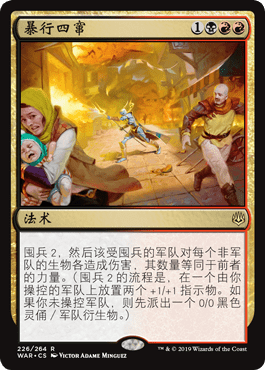 暴行四窜 1
法术
囤兵 2，然后该受囤兵的军队对每个非军
队的生物各造成伤害，其数量等同于前者
的力量。（囤兵 2 的流程是，在一个由你
操控的军队上放置两个 +1/+1 指示物。如
果你未操控军队，则先派出一个 0/0 黑色
灵俑／军队衍生物。）
226/264 R
WAR • CS VICTOR ADAME MINGUEZ
™ & © 2019 Wizards of the Coast